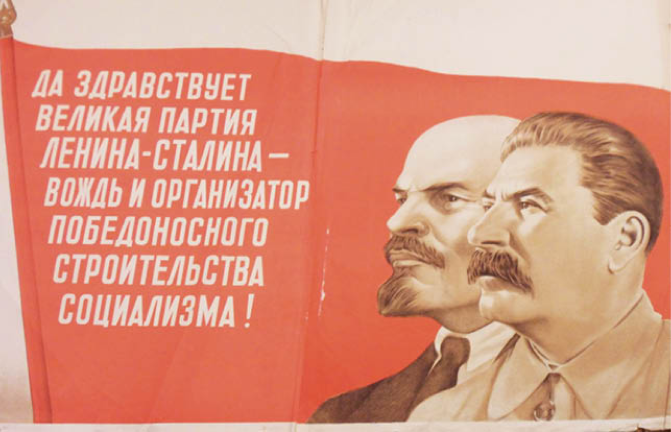 ДА ЗДРАВСТВУЕТ
ВЕЛИКАЯ ПАРТИЯ
ЛЕНИНА-СТАЛИНА —
ВОЖДЬ И ОРГАНИЗАТОР
ПОБЕДОНОСНОГО
СТРОИТЕЛЬСТВА
СОЦИАЛИЗМА!